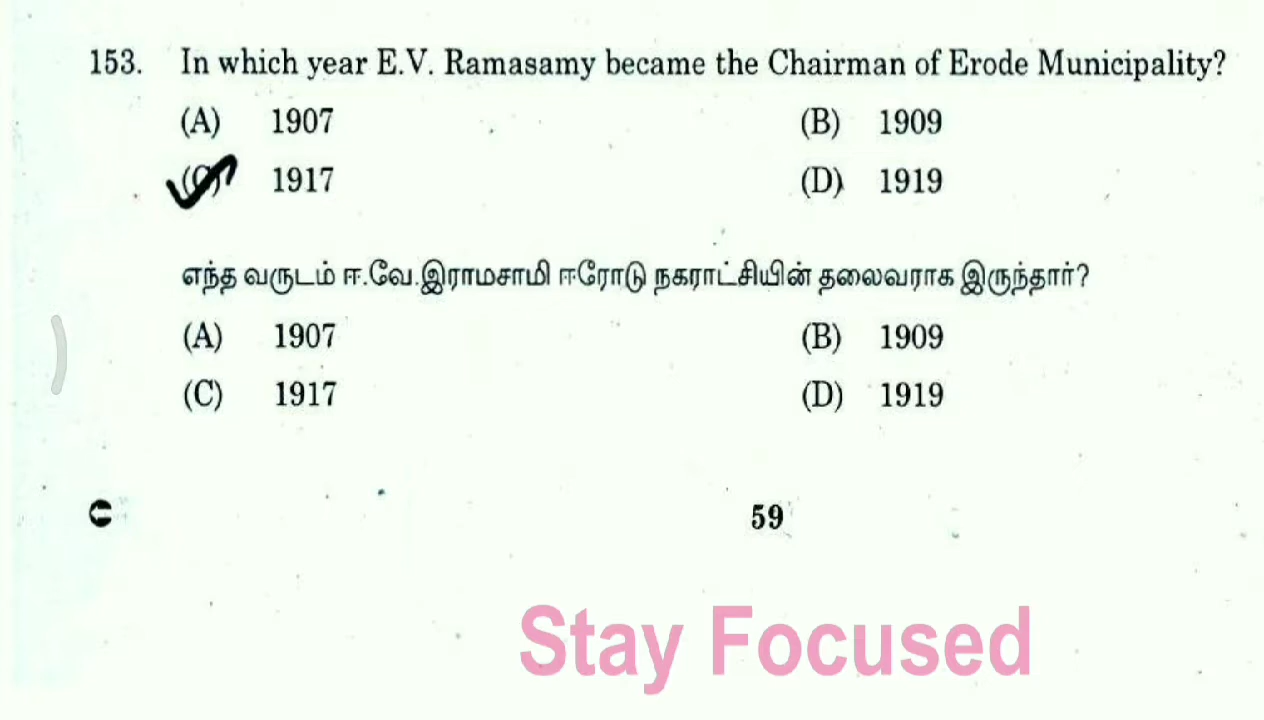 153. In which year E.V. Ramasamy became the Chairman of Erode Municipality?
(A) 1907 (B) 1909
(C) 1917 (D) 1919
எந்த வருடம் ஈ.வே.இராமசாமி ஈரோடு நகராட்சியின் தலைவராக இருந்தார்?
(A) 1907 (B) 1909
(C) 1917 (D) 1919
59
Stay Focused